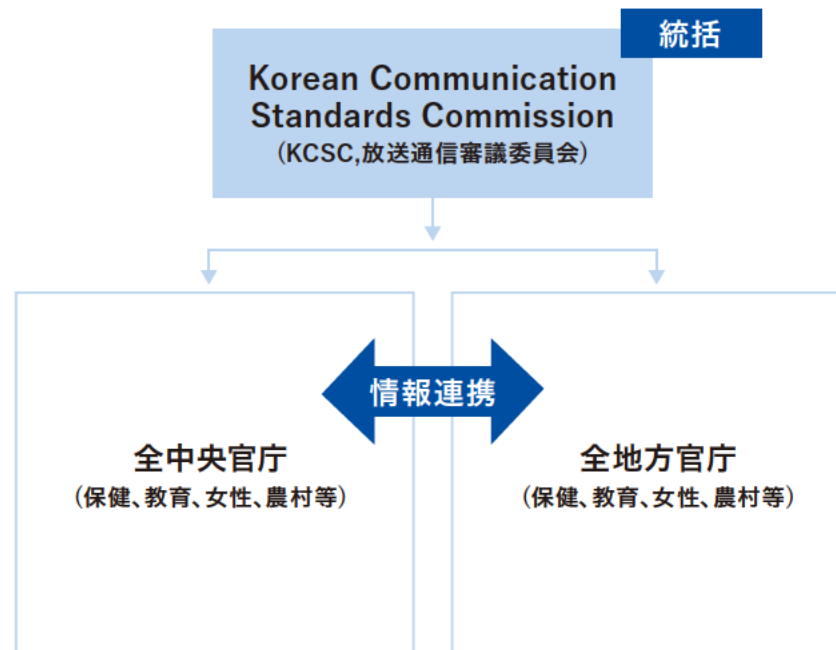 統括
Korean Communication
Standards Commission
(KCSC,放送通信審議委員会)
情報連携
全中央官庁
(保健、教育、女性、農村等)
全地方官庁
(保健、教育、女性、農村等)